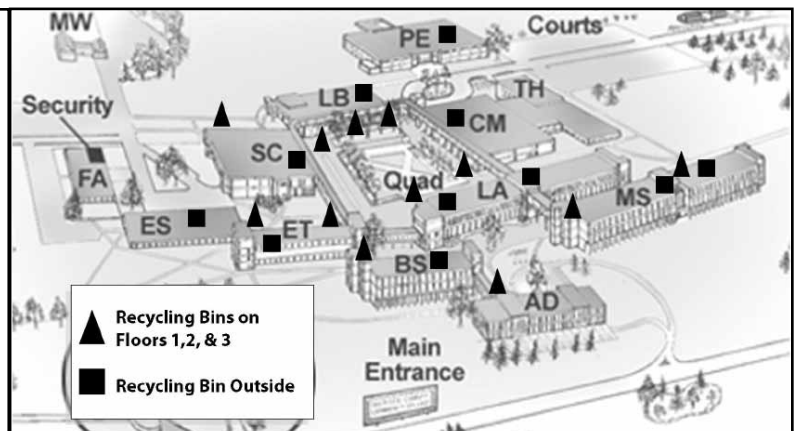 MW
PE
Courts
Security
LB
TH
CM
SC
FA
Quad
LA
MS
ES
ET
BS
AD
Recycling Bins on
Floors 1,2, & 3
Recycling Bin Outside
Main
Entrance